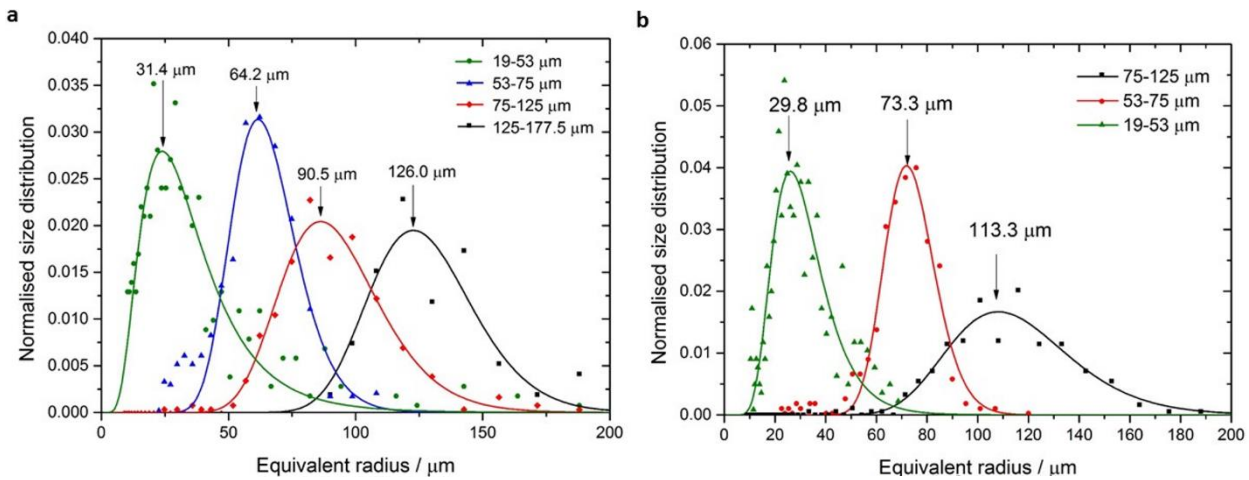 a
0.040
0.035
0.030
0.025
0.020
0.015
0.010
0.005
0.000
Normalised size distribution
31.4 μm
64.2 μm
90.5 μm
126.0 μm
19-53 μm
53-75 μm
75-125 μm
125-177.5 μm
0
50
100
150
200
Equivalent radius / μm
b
0.06
0.05
0.04
0.03
0.02
0.01
0.00
Normalised size distribution
29.8 μm
73.3 μm
113.3 μm
75-125 μm
53-75 μm
19-53 μm
0
20
40
60
80
100
120
140
160
180
200
Equivalent radius / μm